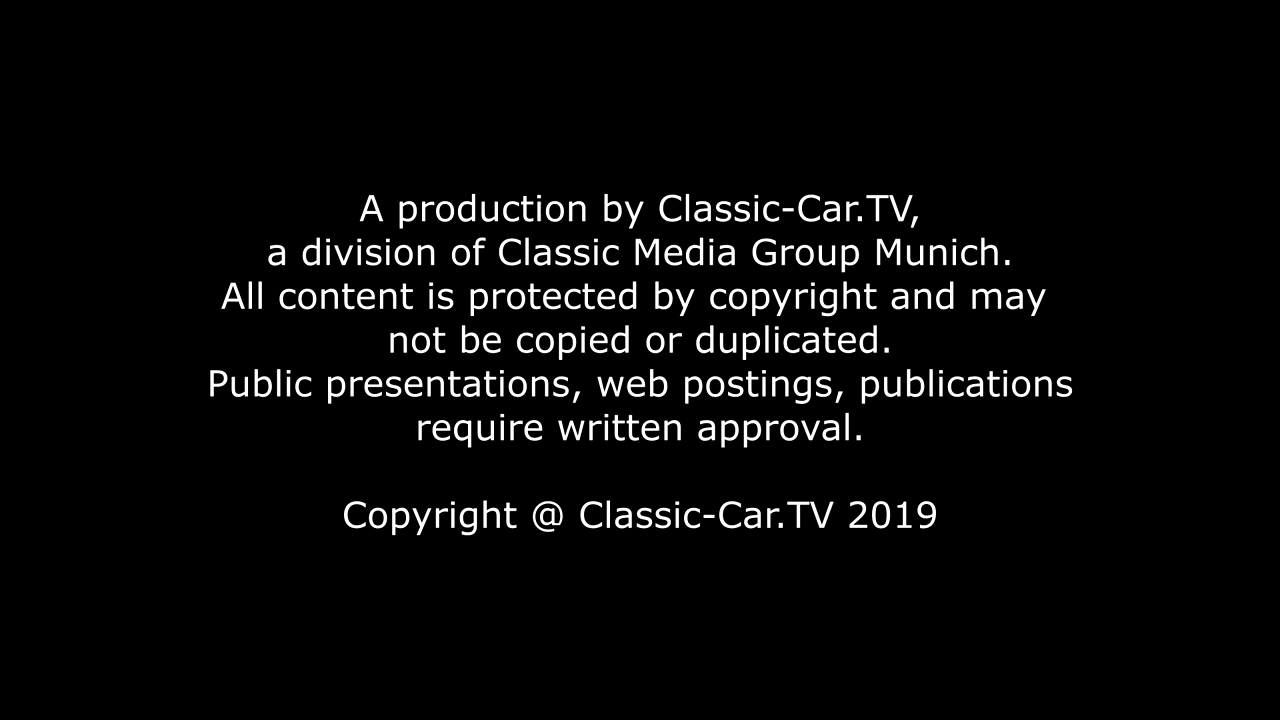 A production by Classic-Car.TV,
a division of Classic Media Group Munich.
All content is protected by copyright and may
not be copied or duplicated.
Public presentations, web postings, publications
require written approval.
Copyright @ Classic-Car.TV 2019